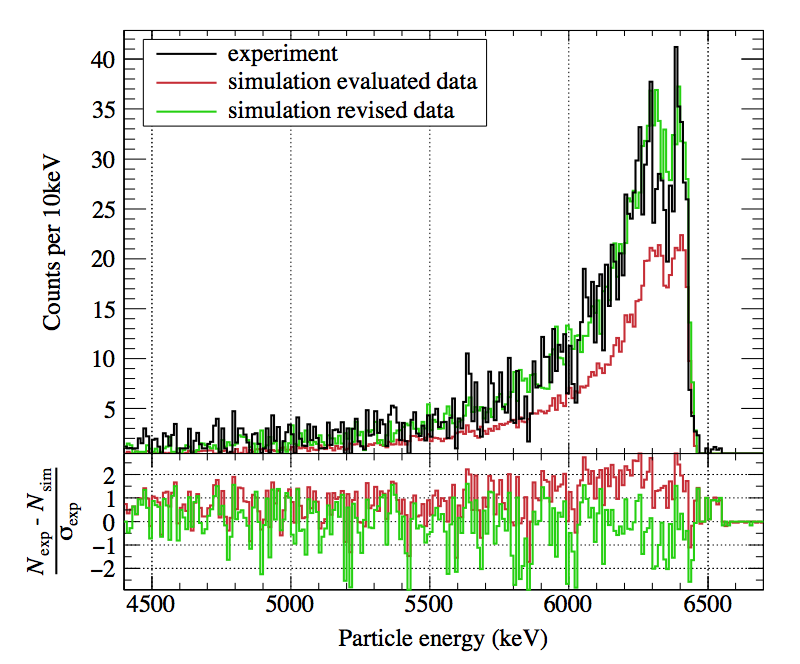 experiment
simulation evaluated data
simulation revised data
Counts per 10keV
40
35
30
25
20
15
10
5
N_exp - N_sim
σ_exp
2
1
0
−1
−2
4500 5000 5500 6000 6500
Particle energy (keV)